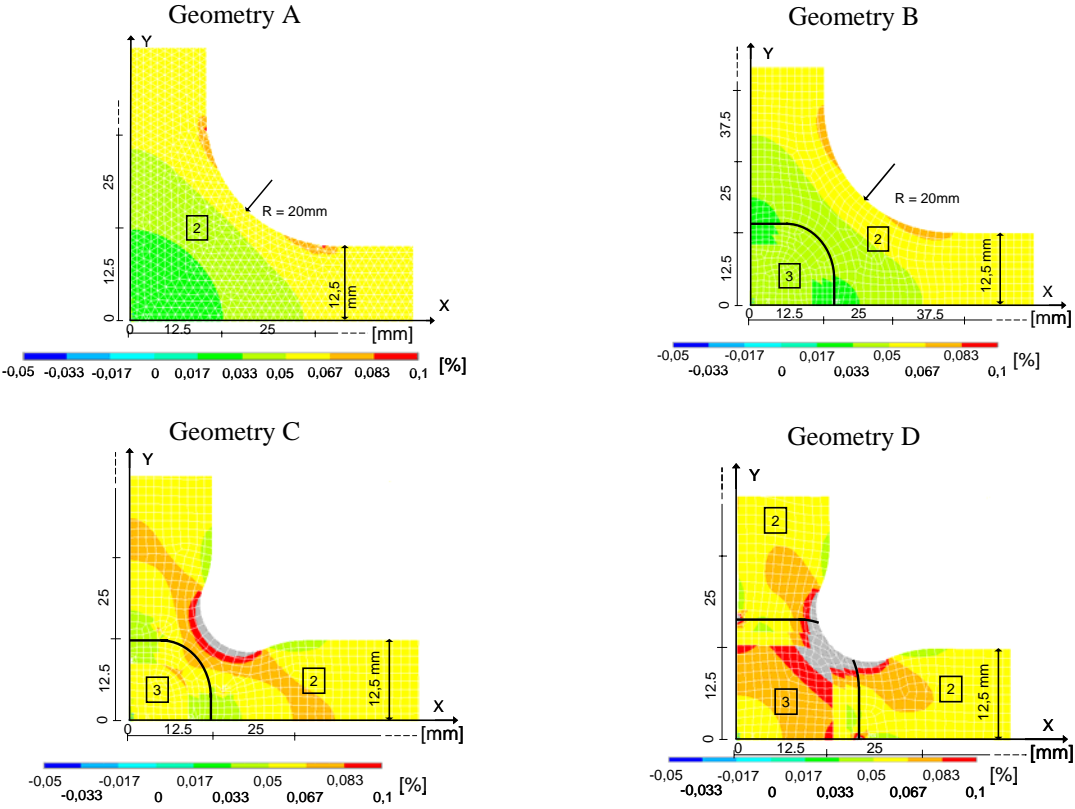 Geometry A
Y
25
2
R = 20mm
12.5
12,5 mm
0
X
0 12.5 25
[mm]
-0,05 -0,033 -0,017 0 0,017 0,033 0,05 0,067 0,083 0,1 [%]
Geometry B
Y
37.5
25
R = 20mm
2
12.5
3
12,5 mm
0
X
0 12.5 25 37.5
[mm]
-0,05 -0,017 0,017 0,05 0,083 [%]
-0,033 0 0,033 0,067 0,1
Geometry C
Y
25
12.5
3
2
12,5 mm
0
X
12.5 25
[mm]
-0,05 -0,017 0,017 0,05 0,083 [%]
-0,033 0 0,033 0,067 0,1
Geometry D
Y
2
25
12.5
3
2
12,5 mm
0
X
0 12.5 25
[mm]
-0,05 -0,017 0,017 0,05 0,083 [%]
-0,033 0 0,033 0,067 0,1